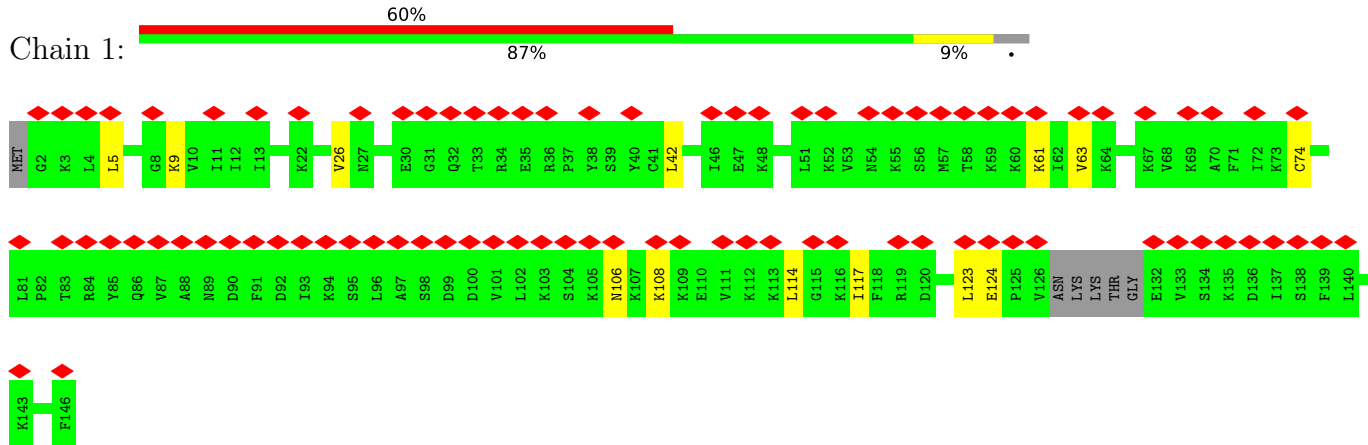 60%
Chain 1:
87% 9% .
MET G2 K3 L4 L5 G8 K9 V10 I11 I12 I13 K22 V26 N27 E30 G31 Q32 T33 R34 E35 R36 P37 Y38 S39 Y40 C41 L42 I46 E47 K48 L51 K52 V53 N54 K55 S56 M57 T58 K59 K60 K61 I62 V63 K64 K67 V68 K69 A70 F71 I72 K73 C74
L81 P82 T83 R84 Y85 Q86 V87 A88 N89 D90 F91 D92 I93 K94 S95 L96 A97 S98 D99 D100 V101 L102 K103 S104 K105 N106 K107 K108 K109 E110 V111 K112 K113 L114 G115 K116 I117 F118 R119 D120 L123 E124 P125 V126 ASN LYS LYS THR GLY E132 V133 S134 K135 D136 I137 S138 F139 L140
K143 F146